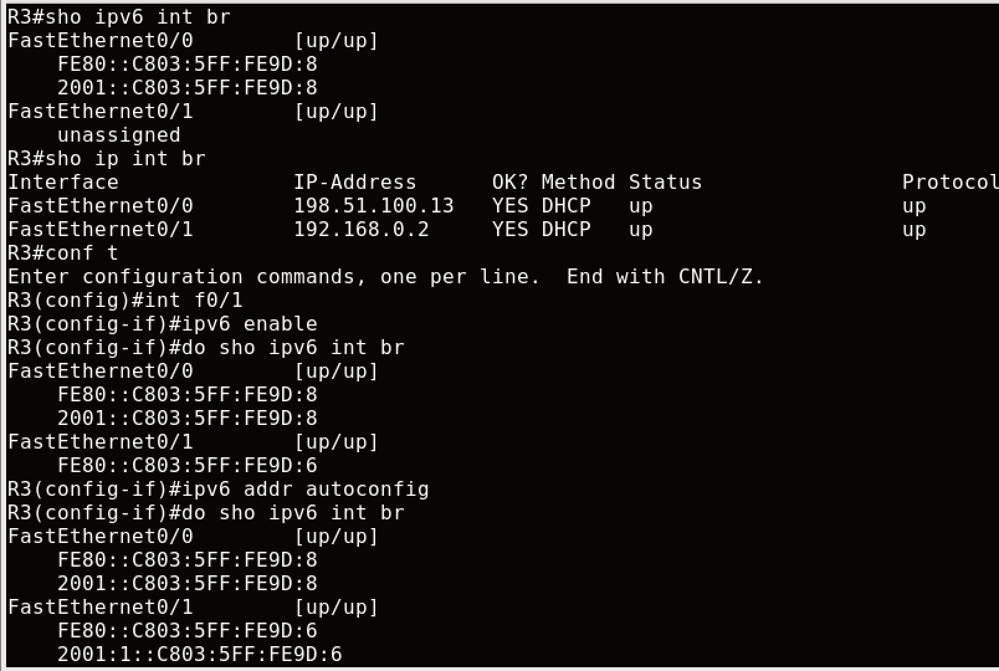 R3#sho ipv6 int br
FastEthernet0/0        [up/up]
    FE80::C803:5FF:FE9D:8
    2001::C803:5FF:FE9D:8
FastEthernet0/1        [up/up]
    unassigned
R3#sho ip int br
Interface              IP-Address      OK? Method Status                Protocol
FastEthernet0/0        198.51.100.13   YES DHCP   up                    up
FastEthernet0/1        192.168.0.2     YES DHCP   up                    up
R3#conf t
Enter configuration commands, one per line.  End with CNTL/Z.
R3(config)#int f0/1
R3(config-if)#ipv6 enable
R3(config-if)#do sho ipv6 int br
FastEthernet0/0        [up/up]
    FE80::C803:5FF:FE9D:8
    2001::C803:5FF:FE9D:8
FastEthernet0/1        [up/up]
    FE80::C803:5FF:FE9D:6
R3(config-if)#ipv6 addr autoconfig
R3(config-if)#do sho ipv6 int br
FastEthernet0/0        [up/up]
    FE80::C803:5FF:FE9D:8
    2001::C803:5FF:FE9D:8
FastEthernet0/1        [up/up]
    FE80::C803:5FF:FE9D:6
    2001:1::C803:5FF:FE9D:6